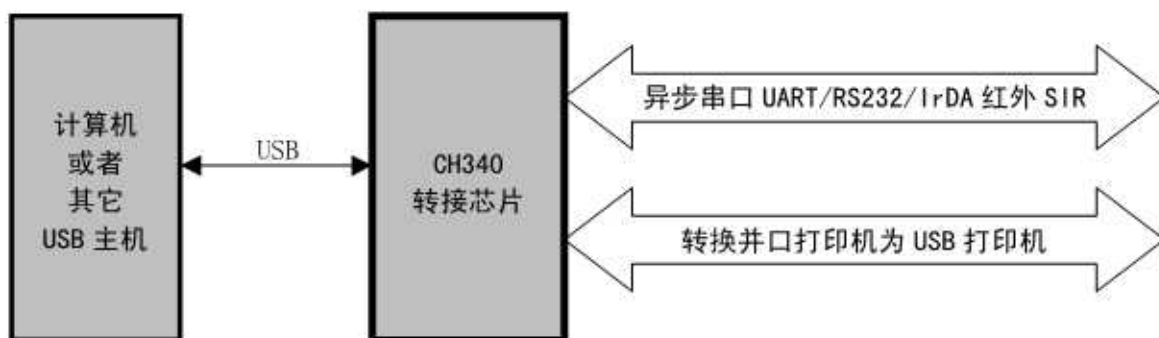 计算机
或者
其它
USB 主机
USB
CH340
转接芯片
异步串口 UART/RS232/IrDA 红外 SIR
转换并口打印机为 USB 打印机